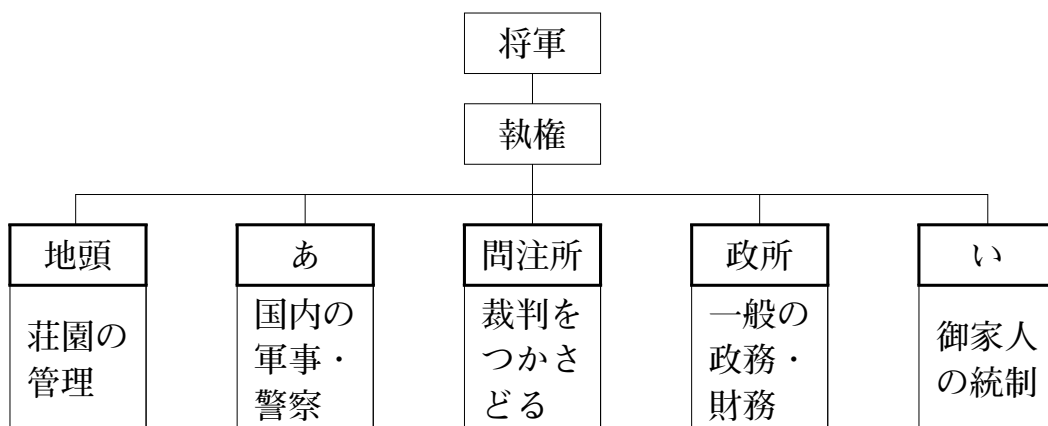 将軍
執権
地頭
あ
問注所
政所
い
荘園の
管理
国内の
軍事・
警察
裁判を
つかさ
どる
一般の
政務・
財務
御家人
の統制